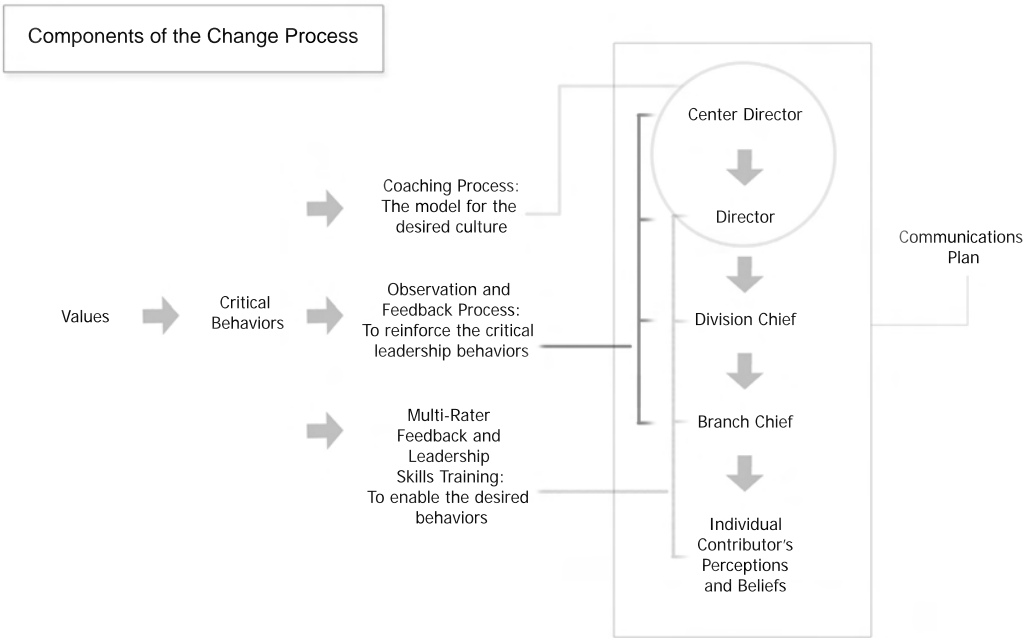 Components of the Change Process
Values
Critical
Behaviors
Coaching Process:
The model for the
desired culture
Observation and
Feedback Process:
To reinforce the critical
leadership behaviors
Multi-Rater
Feedback and
Leadership
Skills Training:
To enable the desired
behaviors
Center Director
Director
Division Chief
Branch Chief
Individual
Contributor's
Perceptions
and Beliefs
Communications
Plan